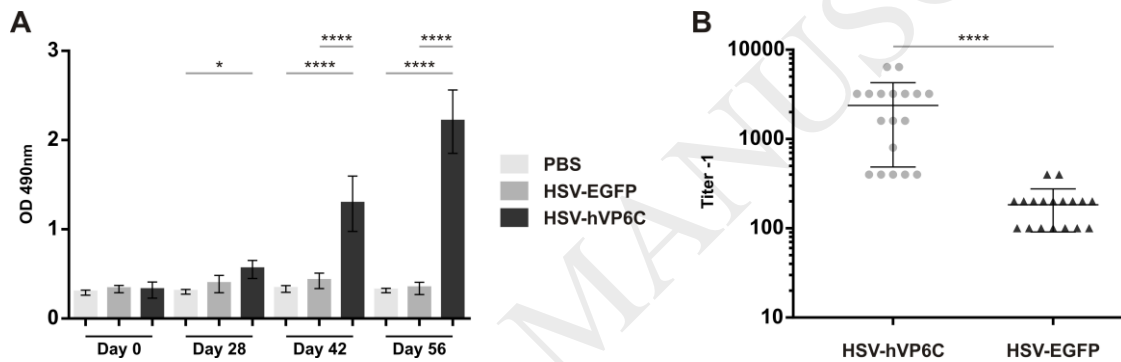 A
B
**** ****
* **** ****
3
2
1
0
OD 490nm
Day 0 Day 28 Day 42 Day 56
PBS
HSV-EGFP
HSV-hVP6C
****
10000
1000
100
10
Titer -1
HSV-hVP6C HSV-EGFP
MANUS